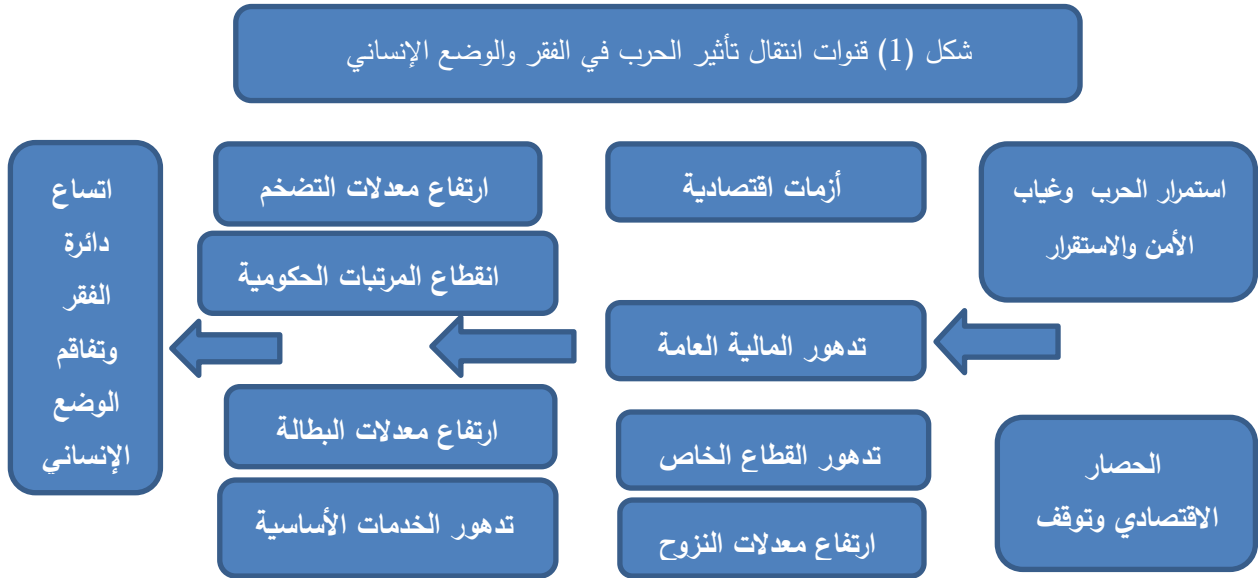 شكل (1) قنوات انتقال تأثير الحرب في الفقر والوضع الإنساني
استمرار الحرب وغياب
الأمن والاستقرار
الحصار
الاقتصادي وتوقف
أزمات اقتصادية
تدهور المالية العامة
تدهور القطاع الخاص
ارتفاع معدلات النزوح
ارتفاع معدلات التضخم
انقطاع المرتبات الحكومية
ارتفاع معدلات البطالة
تدهور الخدمات الأساسية
اتساع
دائرة
الفقر
وتفاقم
الوضع
الإنساني